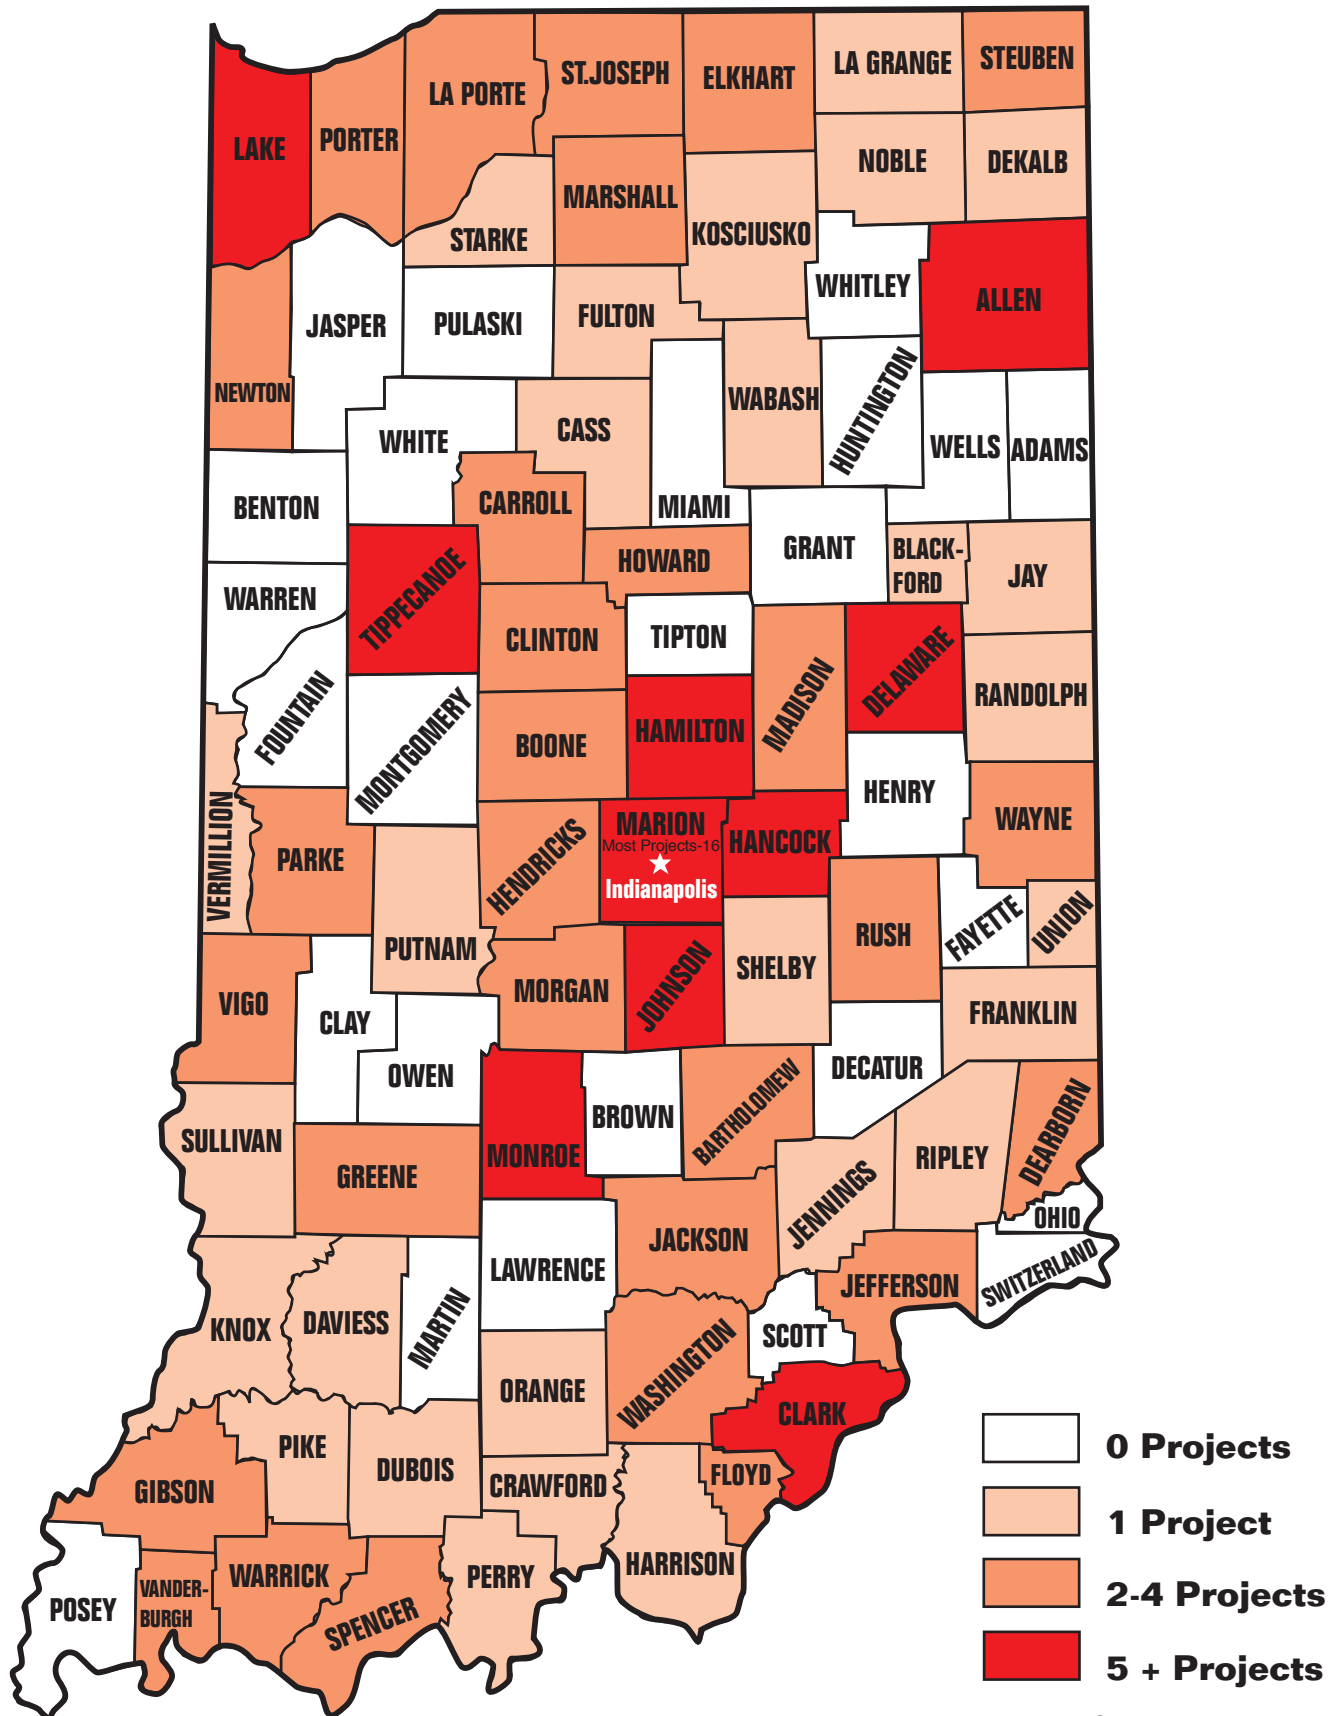 LA GRANGE
STEUBEN
ST.JOSEPH
ELKHART
LA PORTE
LAKE
PORTER
NOBLE
DEKALB
MARSHALL
KOSCIUSKO
STARKE
WHITLEY
ALLEN
JASPER
PULASKI
FULTON
NEWTON
WABASH
HUNTINGTON
WHITE
CASS
WELLS
ADAMS
BENTON
CARROLL
MIAMI
GRANT
BLACK-
FORD
HOWARD
JAY
WARREN
TIPPECANOE
CLINTON
TIPTON
MADISON
DELAWARE
RANDOLPH
FOUNTAIN
MONTGOMERY
BOONE
HAMILTON
HENRY
WAYNE
VERMILLION
PARKE
HENDRICKS
MARION
Most Projects-16
Indianapolis
HANCOCK
PUTNAM
RUSH
FAYETTE
UNION
VIGO
CLAY
MORGAN
JOHNSON
SHELBY
FRANKLIN
OWEN
DECATUR
SULLIVAN
GREENE
MONROE
BROWN
BARTHOLOMEW
JENNINGS
RIPLEY
DEARBORN
OHIO
SWITZERLAND
LAWRENCE
JACKSON
JEFFERSON
KNOX
DAVIESS
MARTIN
SCOTT
ORANGE
WASHINGTON
CLARK
PIKE
DUBOIS
CRAWFORD
FLOYD
GIBSON
HARRISON
POSEY
VANDER-
BURGH
WARRICK
SPENCER
PERRY
0 Projects
1 Project
2-4 Projects
5 + Projects